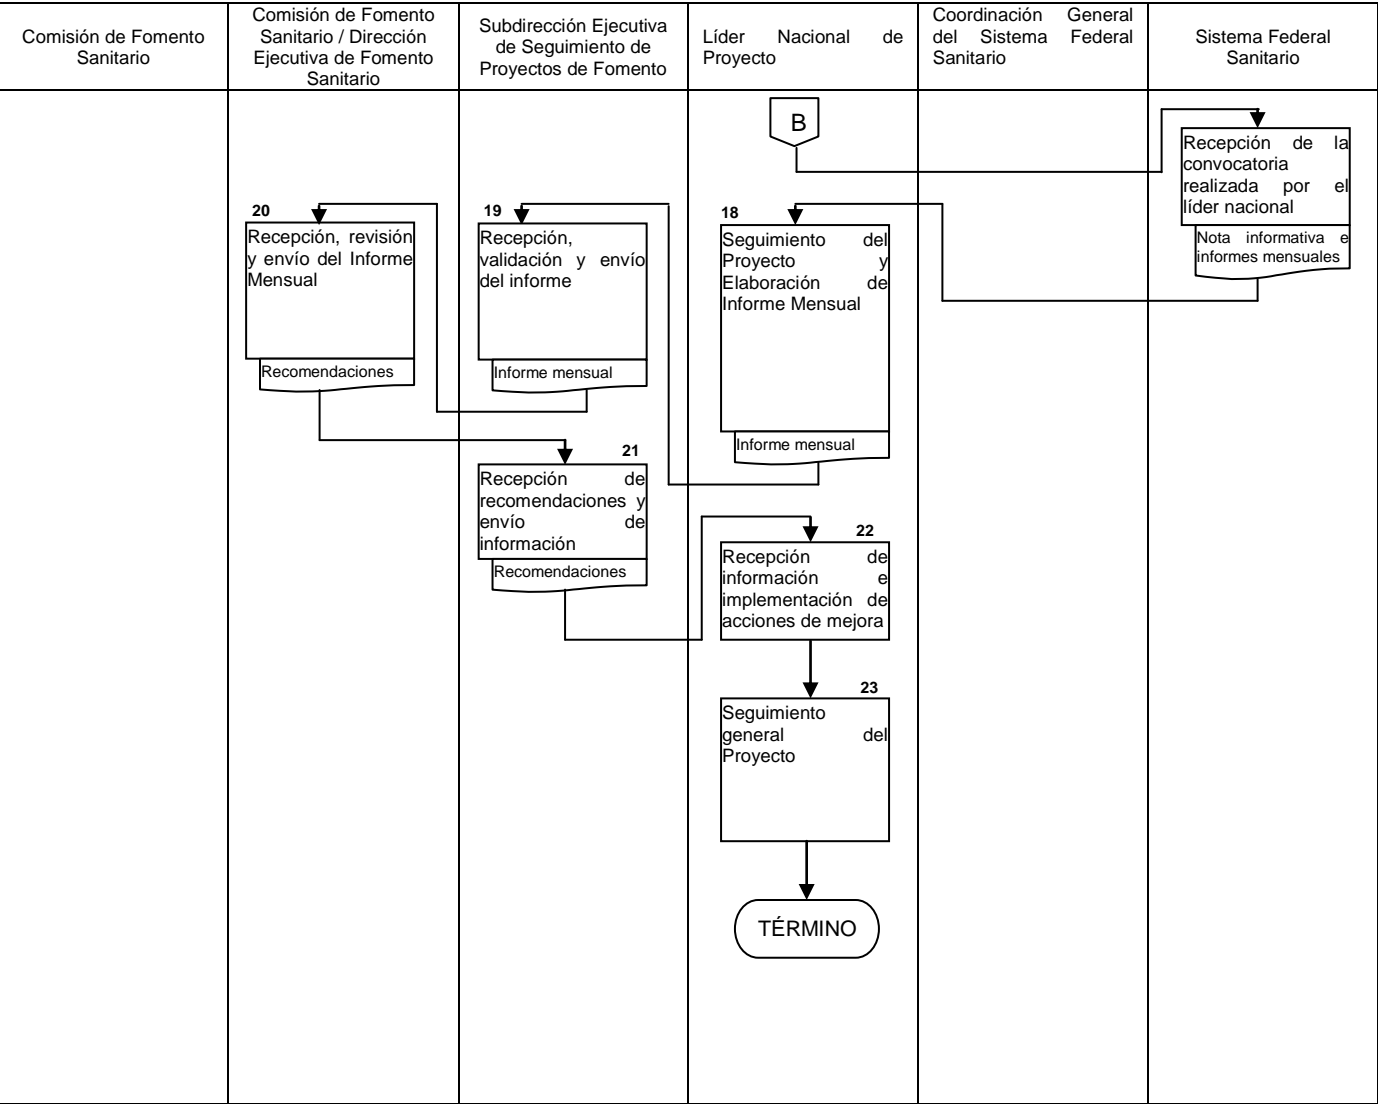 Comisión de Fomento
Sanitario
Comisión de Fomento
Sanitario / Dirección
Ejecutiva de Fomento
Sanitario
Subdirección Ejecutiva
de Seguimiento de
Proyectos de Fomento
Líder Nacional de
Proyecto
Coordinación General
del Sistema Federal
Sanitario
Sistema Federal
Sanitario
B
Recepción de la
convocatoria
realizada por el
líder nacional
Nota informativa e
informes mensuales
18
Seguimiento del
Proyecto y
Elaboración de
Informe Mensual
Informe mensual
19
Recepción,
validación y envío
del informe
Informe mensual
20
Recepción, revisión
y envío del Informe
Mensual
Recomendaciones
21
Recepción de
recomendaciones y
envío de
información
Recomendaciones
22
Recepción de
información e
implementación de
acciones de mejora
23
Seguimiento
general del
Proyecto
TÉRMINO